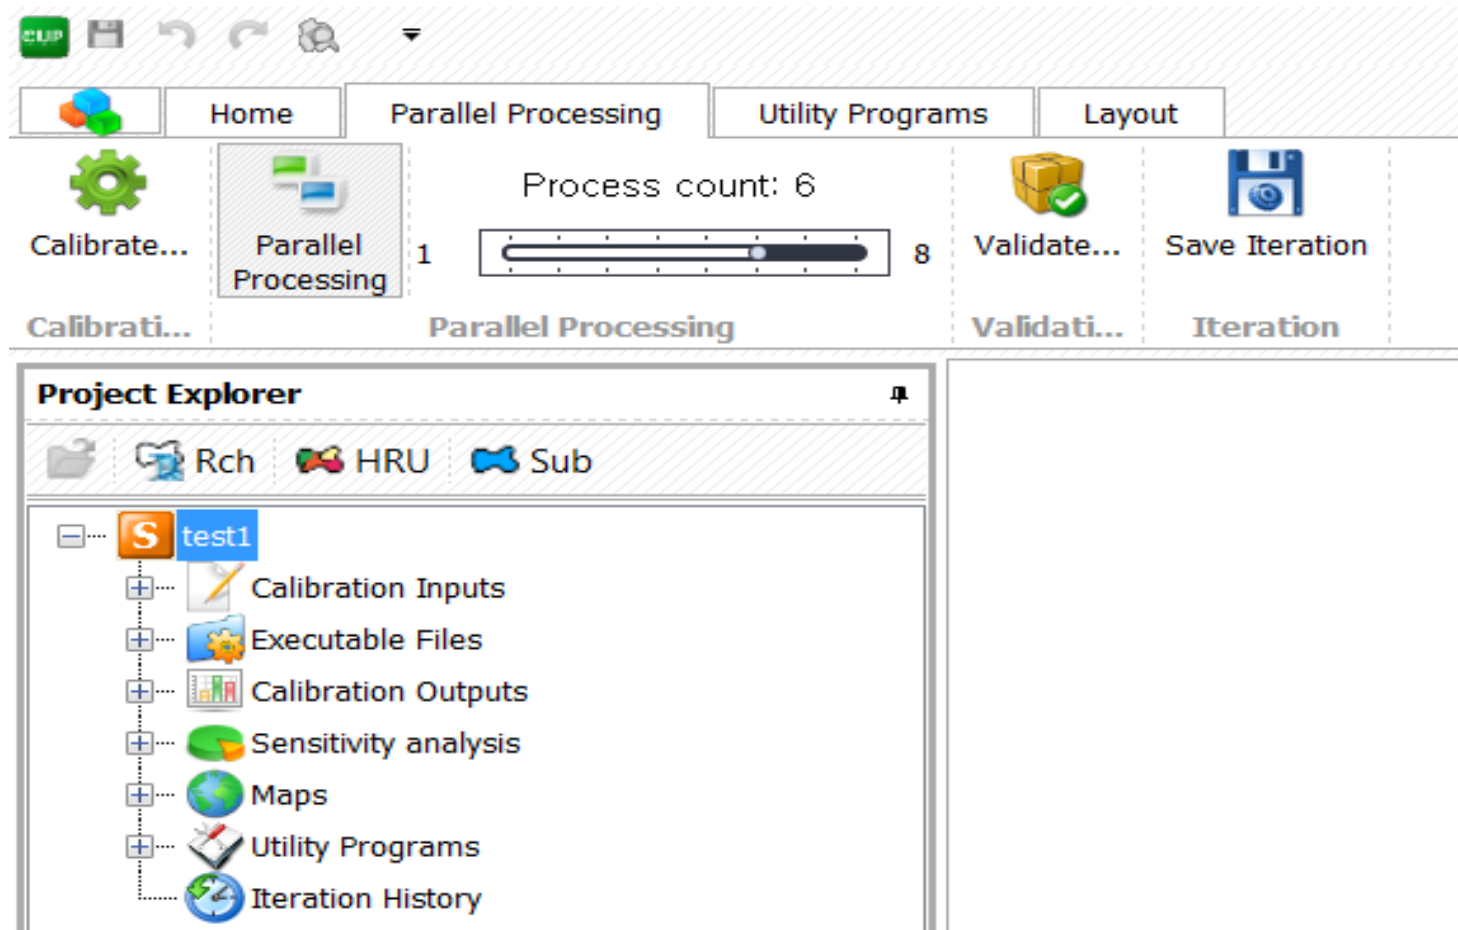 CUP
Home Parallel Processing Utility Programs Layout
Process count: 6
Calibrate... Parallel Processing 1 8 Validate... Save Iteration
Calibrati... Parallel Processing Validati... Iteration
Project Explorer
Rch HRU Sub
S test1
Calibration Inputs
Executable Files
Calibration Outputs
Sensitivity analysis
Maps
Utility Programs
Iteration History